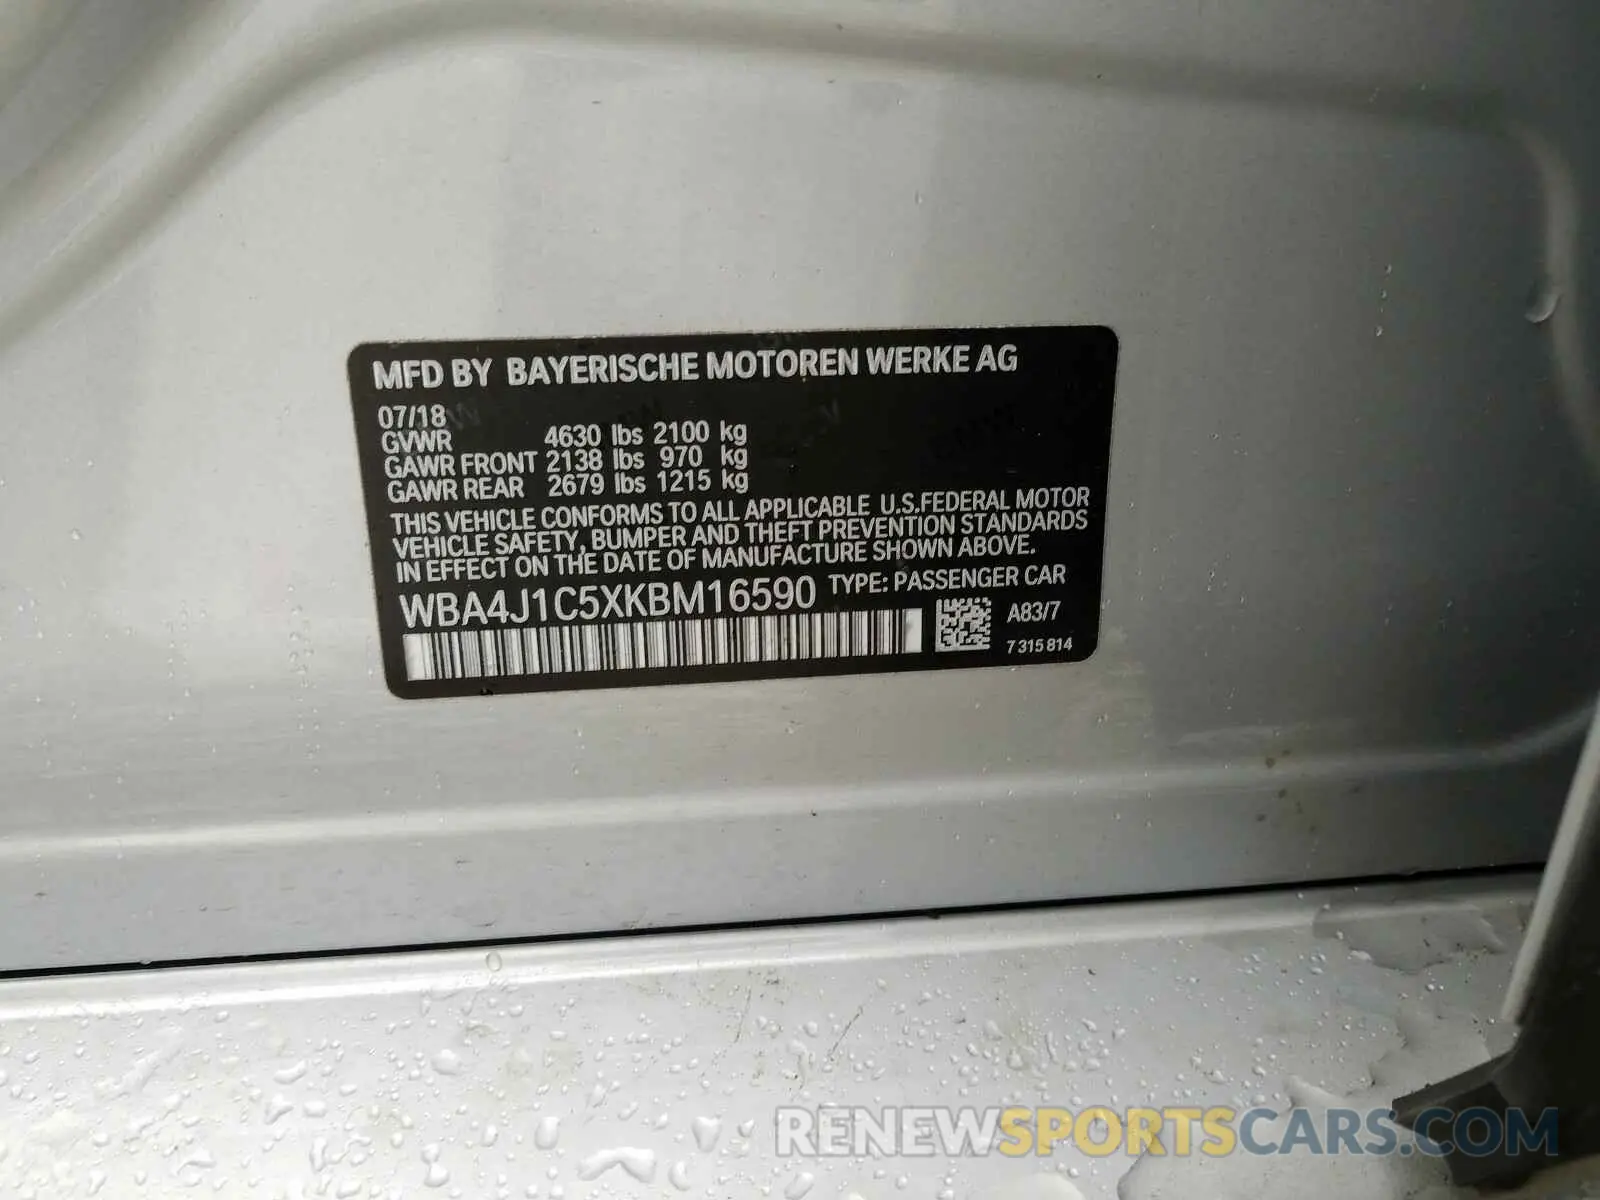 MFD BY BAYERISCHE MOTOREN WERKE AG
07/18
GVWR 4630 lbs 2100 kg
GAWR FRONT 2138 lbs 970 kg
GAWR REAR 2679 lbs 1215 kg
THIS VEHICLE CONFORMS TO ALL APPLICABLE U.S.FEDERAL MOTOR
VEHICLE SAFETY, BUMPER AND THEFT PREVENTION STANDARDS
IN EFFECT ON THE DATE OF MANUFACTURE SHOWN ABOVE.
WBA4J1C5XKBM16590 TYPE: PASSENGER CAR
A83/7
7 315 814
RENEWSPORTSCARS.COM